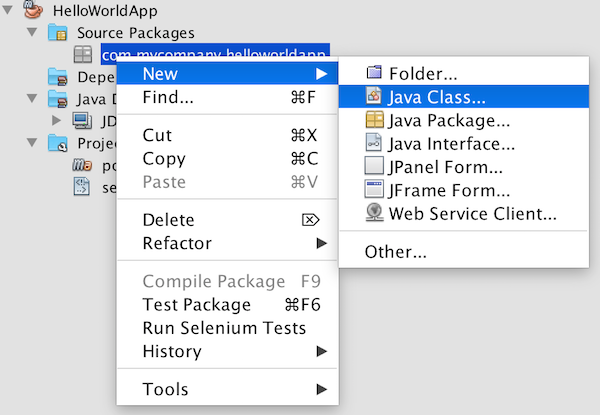 HelloWorldApp
Source Packages
com.mycompany.helloworldapp
Depe
Java D
JD
Projec
po
se
New
Find... ⌘F
Cut ⌘X
Copy ⌘C
Paste ⌘V
Delete ⌦
Refactor
Compile Package F9
Test Package ⌘F6
Run Selenium Tests
History
Tools
Folder...
Java Class...
Java Package...
Java Interface...
JPanel Form...
JFrame Form...
Web Service Client...
Other...